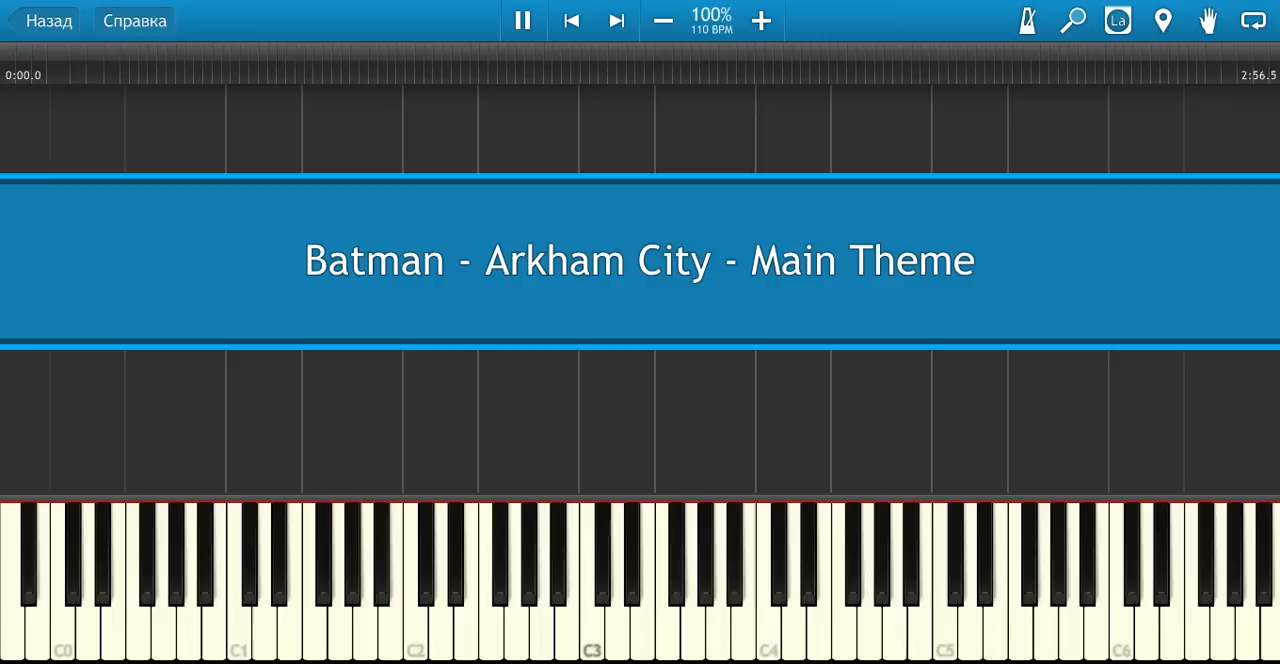 Назад
Справка
100%
110 BPM
La
0:00.0
2:56.5
Batman - Arkham City - Main Theme
C0
C1
C2
C3
C4
C5
C6